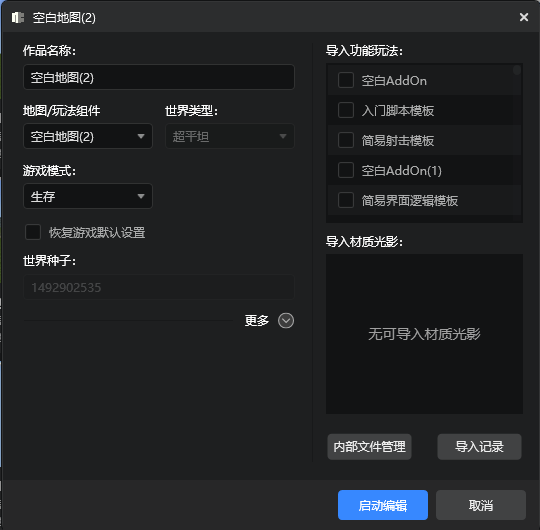 空白地图(2)
作品名称:
空白地图(2)
地图/玩法组件
世界类型:
空白地图(2)
超平坦
游戏模式:
生存
恢复游戏默认设置
世界种子:
1492902535
更多
导入功能玩法:
空白AddOn
入门脚本模板
简易射击模板
空白AddOn(1)
简易界面逻辑模板
导入材质光影:
无可导入材质光影
内部文件管理
导入记录
启动编辑
取消